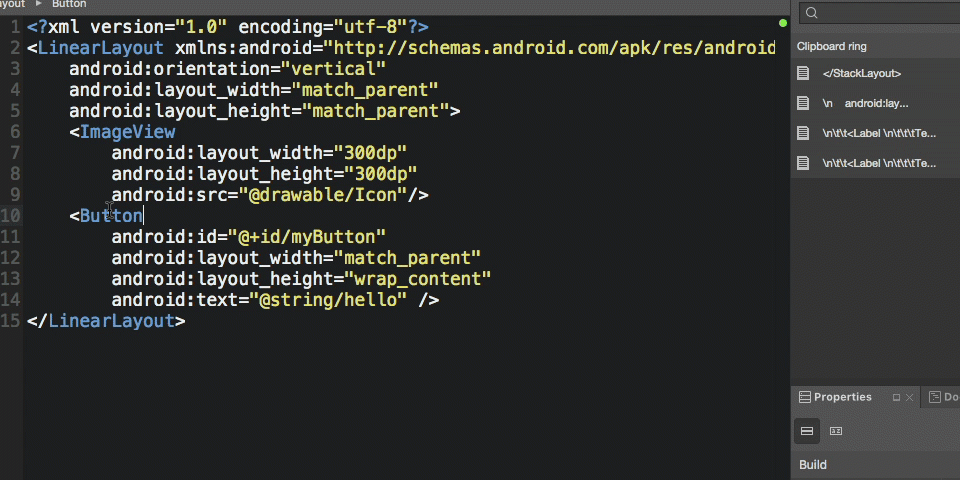 Button
1 <?xml version="1.0" encoding="utf-8"?>
2 <LinearLayout xmlns:android="http://schemas.android.com/apk/res/android
3 android:orientation="vertical"
4 android:layout_width="match_parent"
5 android:layout_height="match_parent">
6 <ImageView
7 android:layout_width="300dp"
8 android:layout_height="300dp"
9 android:src="@drawable/Icon"/>
10 <Button
11 android:id="@+id/myButton"
12 android:layout_width="match_parent"
13 android:layout_height="wrap_content"
14 android:text="@string/hello" />
15 </LinearLayout>
Clipboard ring
</StackLayout>
\n    android:lay...
\n\t\t<Label \n\t\t\tTe...
\n\t\t<Label \n\t\t\tTe...
Properties
Build